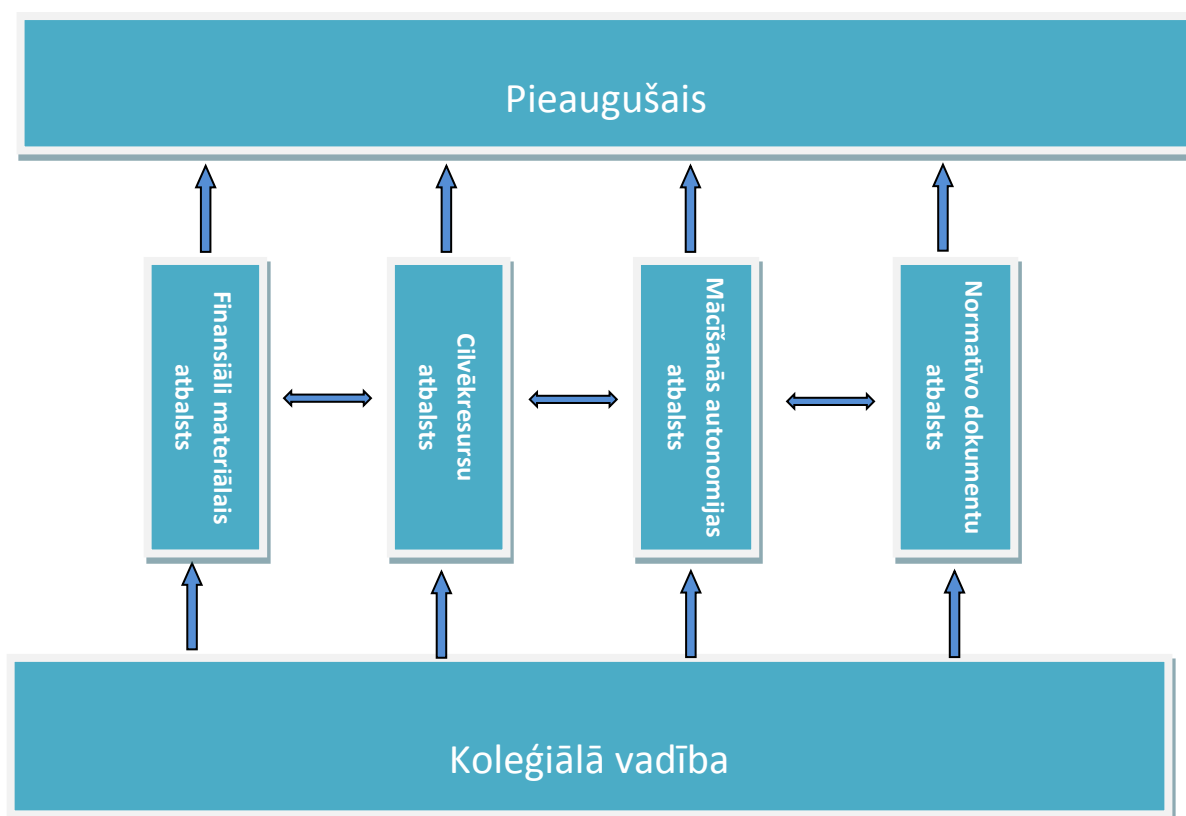 Pieaugušais
Finansiāli materiālais
atbalsts
Cilvēkresursu
atbalsts
Mācīšanās autonomijas
atbalsts
Normatīvo dokumentu
atbalsts
Koleģiālā vadība